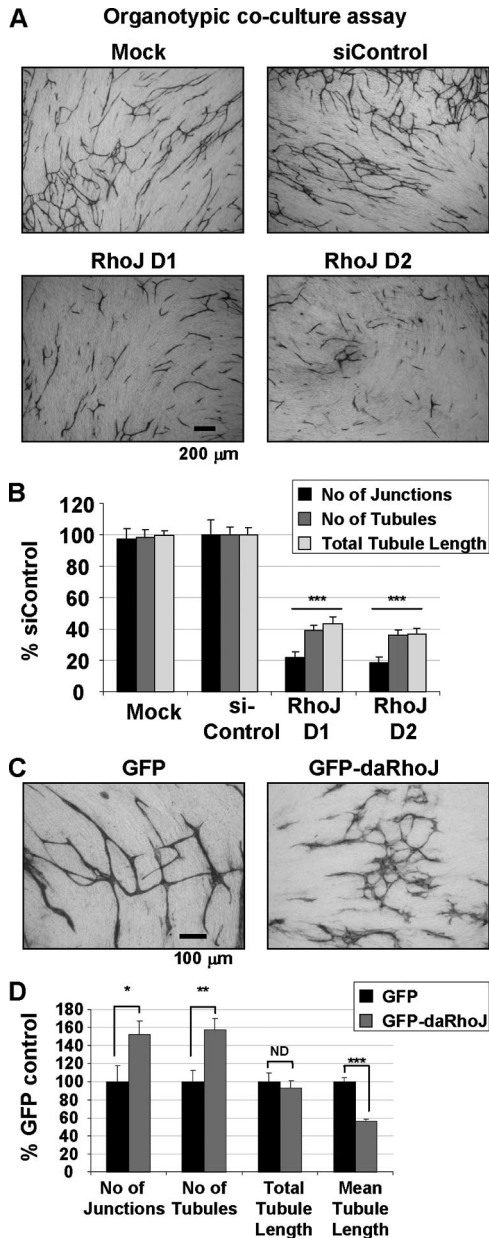 A Organotypic co-culture assay
Mock siControl
RhoJ D1 RhoJ D2
200 µm
B
120
100
80
60
40
20
0
% siControl
No of Junctions
No of Tubules
Total Tubule Length
*** ***
Mock si-Control RhoJ D1 RhoJ D2
C GFP GFP-daRhoJ
100 µm
D
180
160
140
120
100
80
60
40
20
0
% GFP control
GFP
GFP-daRhoJ
* ** ND ***
No of Junctions No of Tubules Total Tubule Length Mean Tubule Length